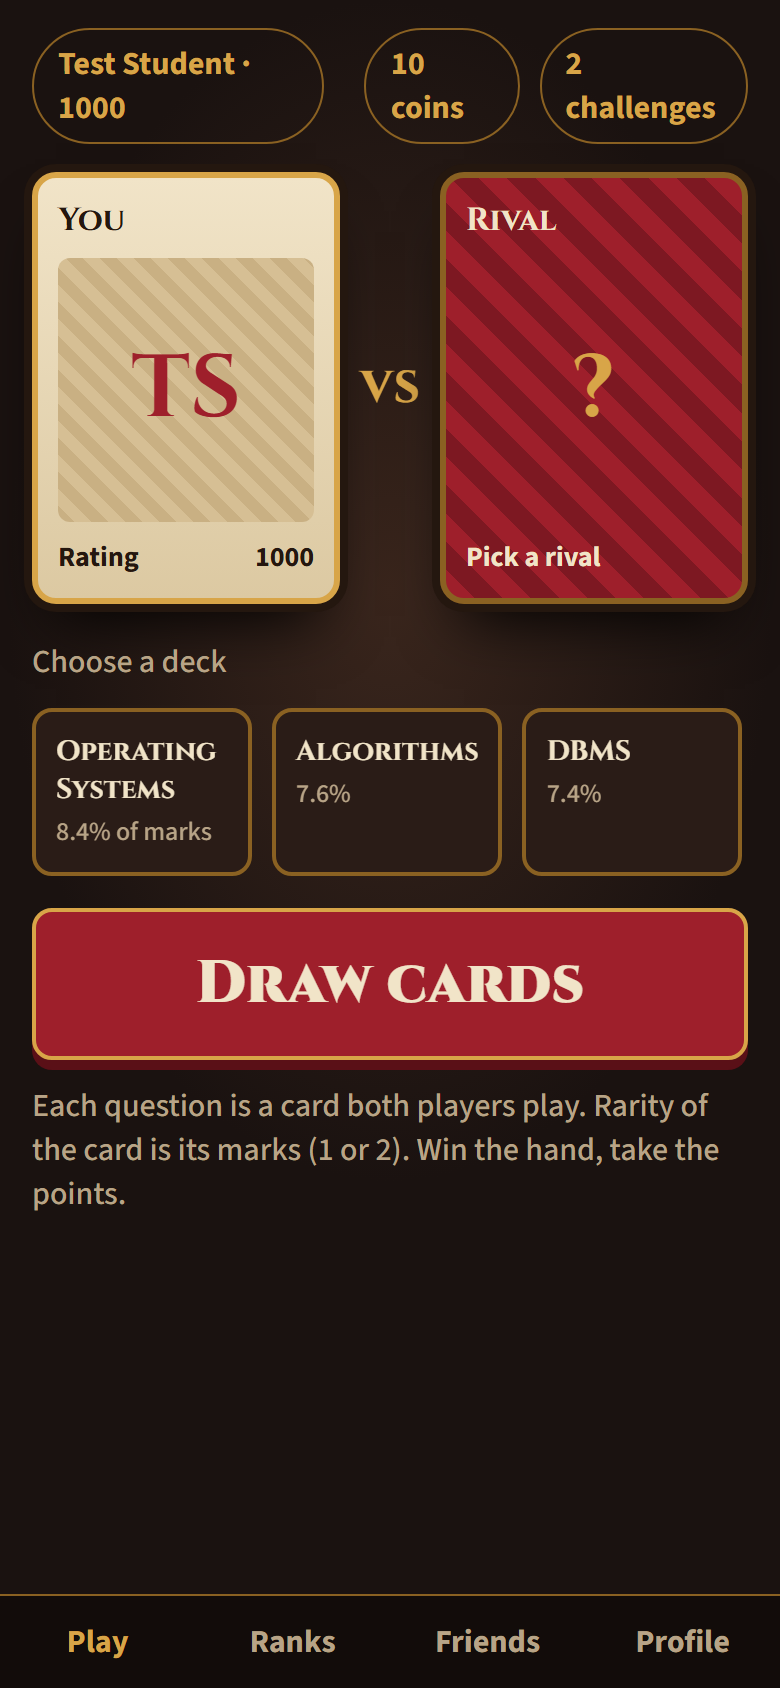 Test Student ·
1000
10
coins
2
challenges
You
TS
Rating 1000
VS
Rival
?
Pick a rival
Choose a deck
Operating
Systems
8.4% of marks
Algorithms
7.6%
DBMS
7.4%
Draw cards
Each question is a card both players play. Rarity of
the card is its marks (1 or 2). Win the hand, take the
points.
Play
Ranks
Friends
Profile